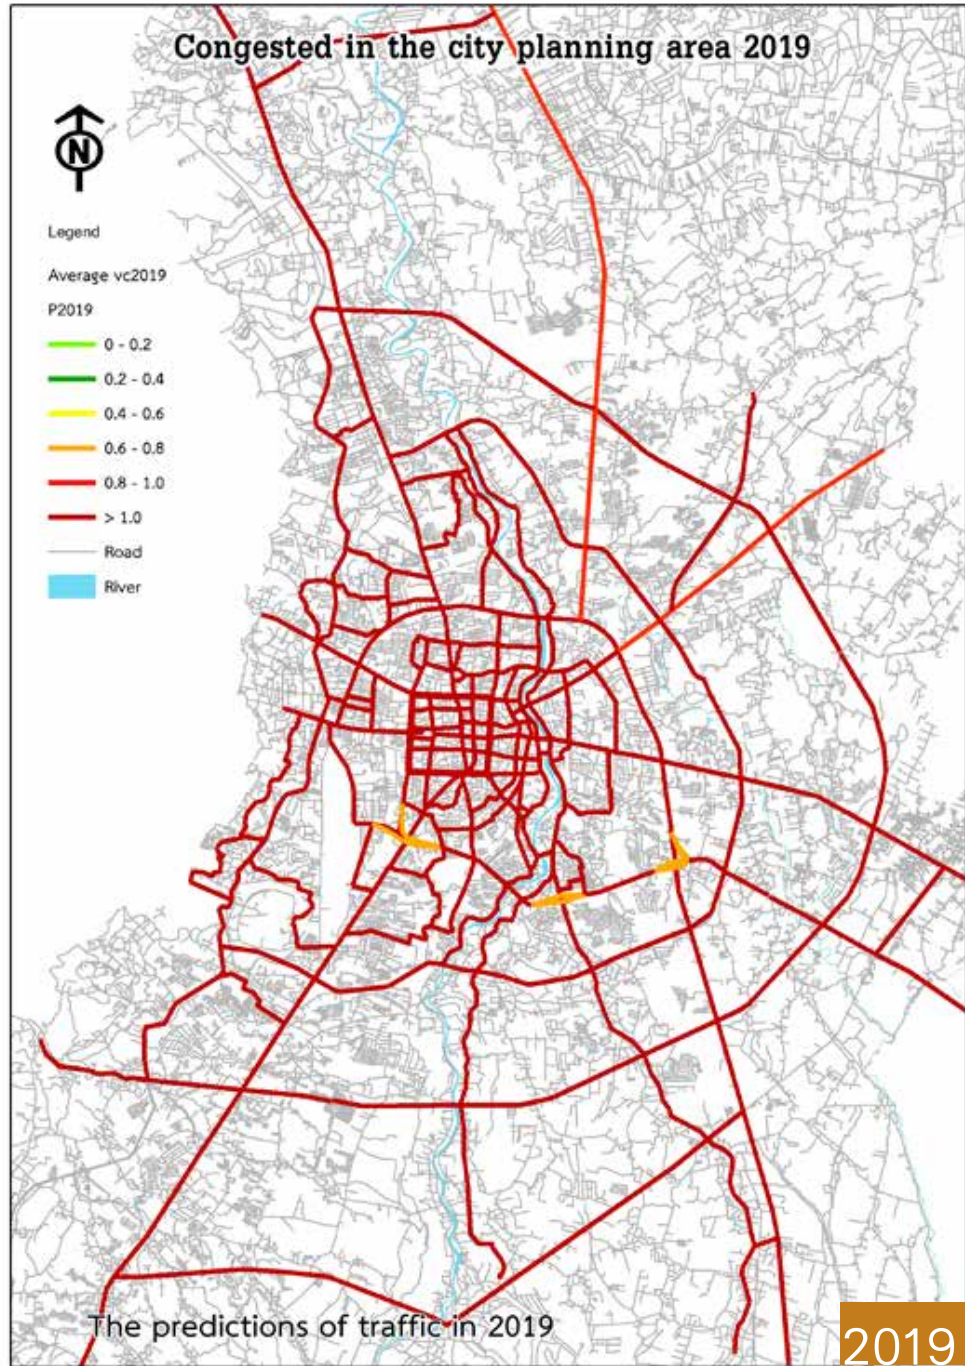 Congested in the city planning area 2019
N
Legend
Average vc2019
P2019
0 - 0.2
0.2 - 0.4
0.4 - 0.6
0.6 - 0.8
0.8 - 1.0
> 1.0
Road
River
The predictions of traffic in 2019
2019